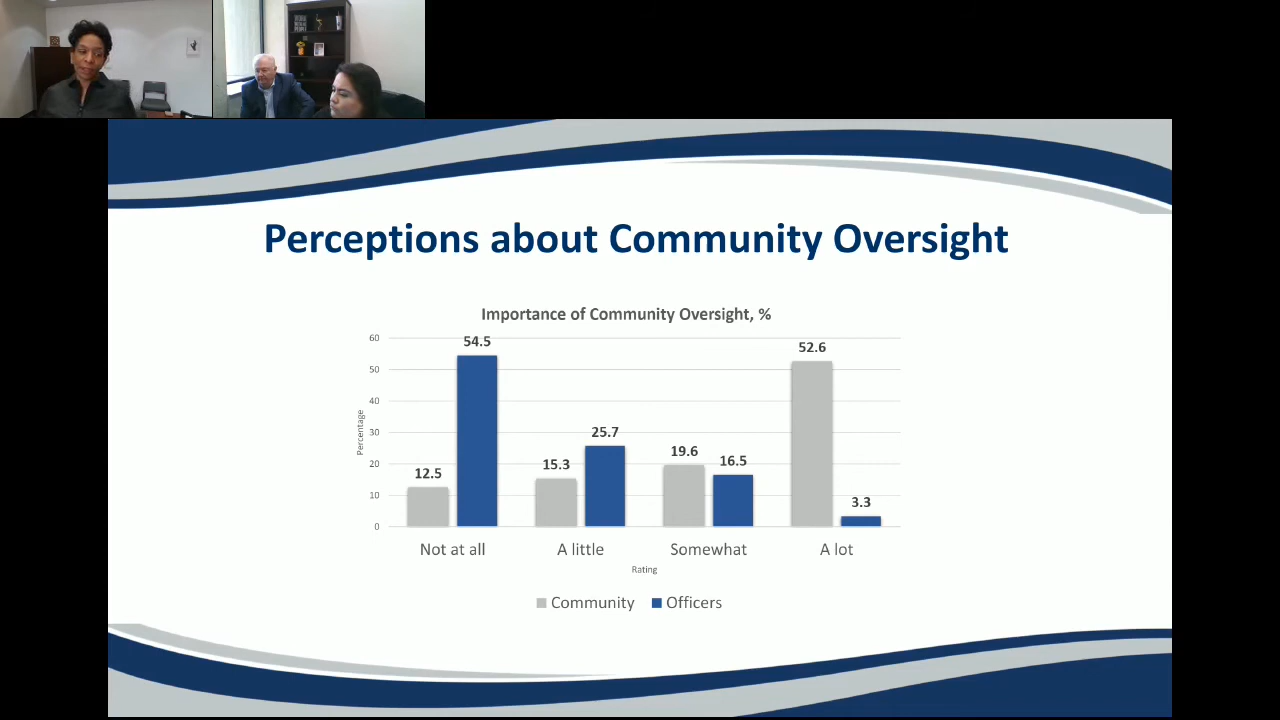 Perceptions about Community Oversight
Importance of Community Oversight, %
60
50
40
30
20
10
0
Percentage
12.5
54.5
15.3
25.7
19.6
16.5
52.6
3.3
Not at all
A little
Somewhat
A lot
Rating
Community
Officers